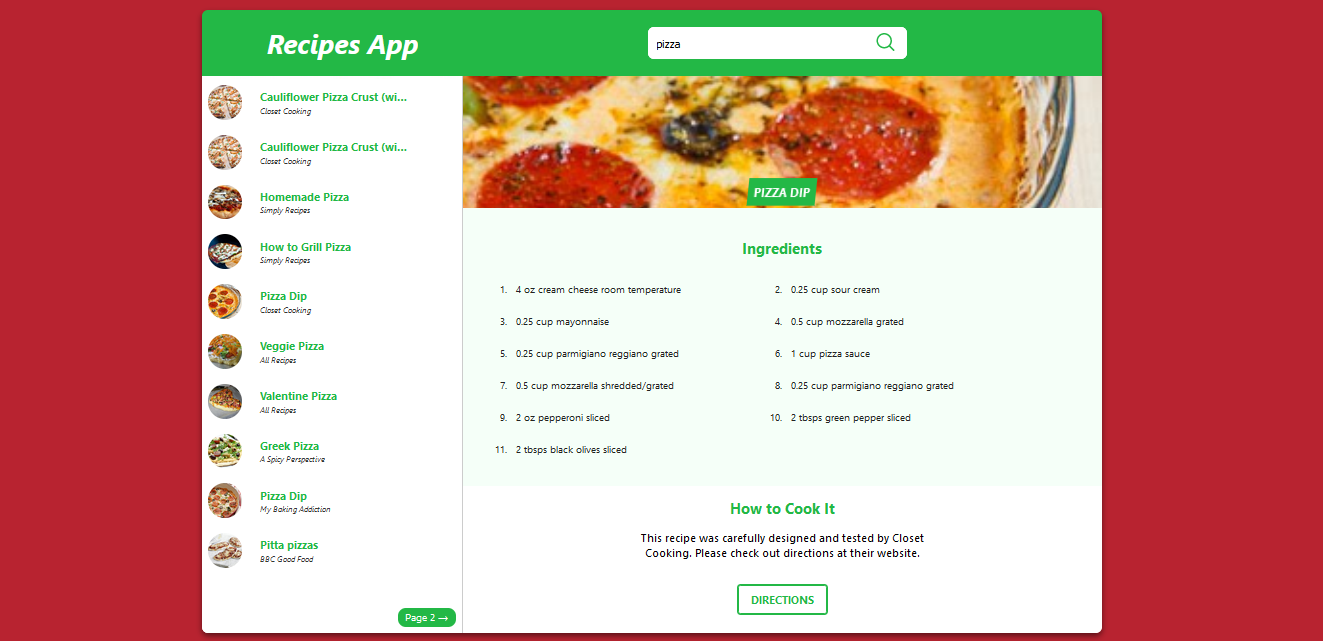 Recipes App
pizza
Cauliflower Pizza Crust (wi...
Closet Cooking
Cauliflower Pizza Crust (wi...
Closet Cooking
Homemade Pizza
Simply Recipes
How to Grill Pizza
Simply Recipes
Pizza Dip
Closet Cooking
Veggie Pizza
All Recipes
Valentine Pizza
All Recipes
Greek Pizza
A Spicy Perspective
Pizza Dip
My Baking Addiction
Pitta pizzas
BBC Good Food
Page 2 →
PIZZA DIP
Ingredients
1. 4 oz cream cheese room temperature
2. 0.25 cup sour cream
3. 0.25 cup mayonnaise
4. 0.5 cup mozzarella grated
5. 0.25 cup parmigiano reggiano grated
6. 1 cup pizza sauce
7. 0.5 cup mozzarella shredded/grated
8. 0.25 cup parmigiano reggiano grated
9. 2 oz pepperoni sliced
10. 2 tbsps green pepper sliced
11. 2 tbsps black olives sliced
How to Cook It
This recipe was carefully designed and tested by Closet
Cooking. Please check out directions at their website.
DIRECTIONS